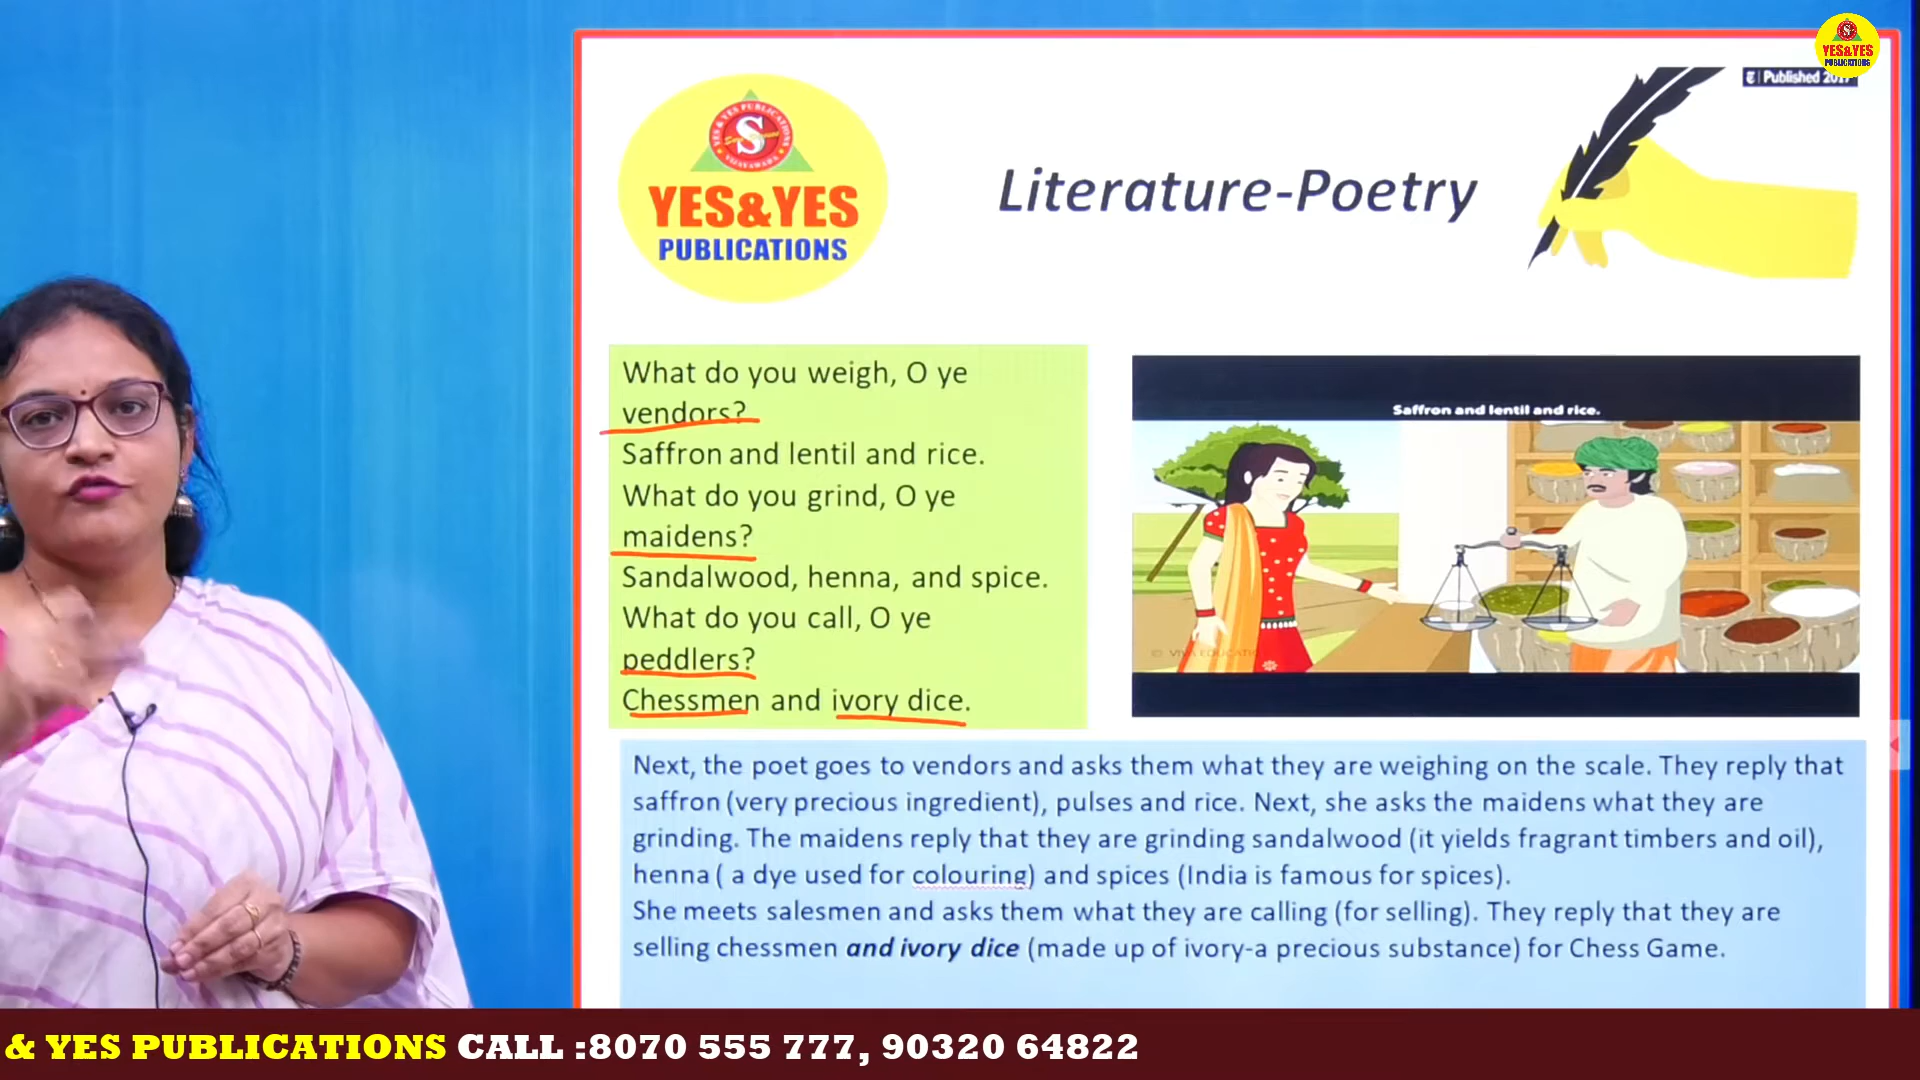 YES&YES
PUBLICATIONS
Published 2017
YES & YES PUBLICATIONS
S
VIJAYAWADA
YES&YES
PUBLICATIONS
Literature-Poetry
What do you weigh, O ye
vendors?
Saffron and lentil and rice.
What do you grind, O ye
maidens?
Sandalwood, henna, and spice.
What do you call, O ye
peddlers?
Chessmen and ivory dice.
Saffron and lentil and rice.
Next, the poet goes to vendors and asks them what they are weighing on the scale. They reply that
saffron (very precious ingredient), pulses and rice. Next, she asks the maidens what they are
grinding. The maidens reply that they are grinding sandalwood (it yields fragrant timbers and oil),
henna ( a dye used for colouring) and spices (India is famous for spices).
She meets salesmen and asks them what they are calling (for selling). They reply that they are
selling chessmen and ivory dice (made up of ivory-a precious substance) for Chess Game.
& YES PUBLICATIONS CALL :8070 555 777, 90320 64822